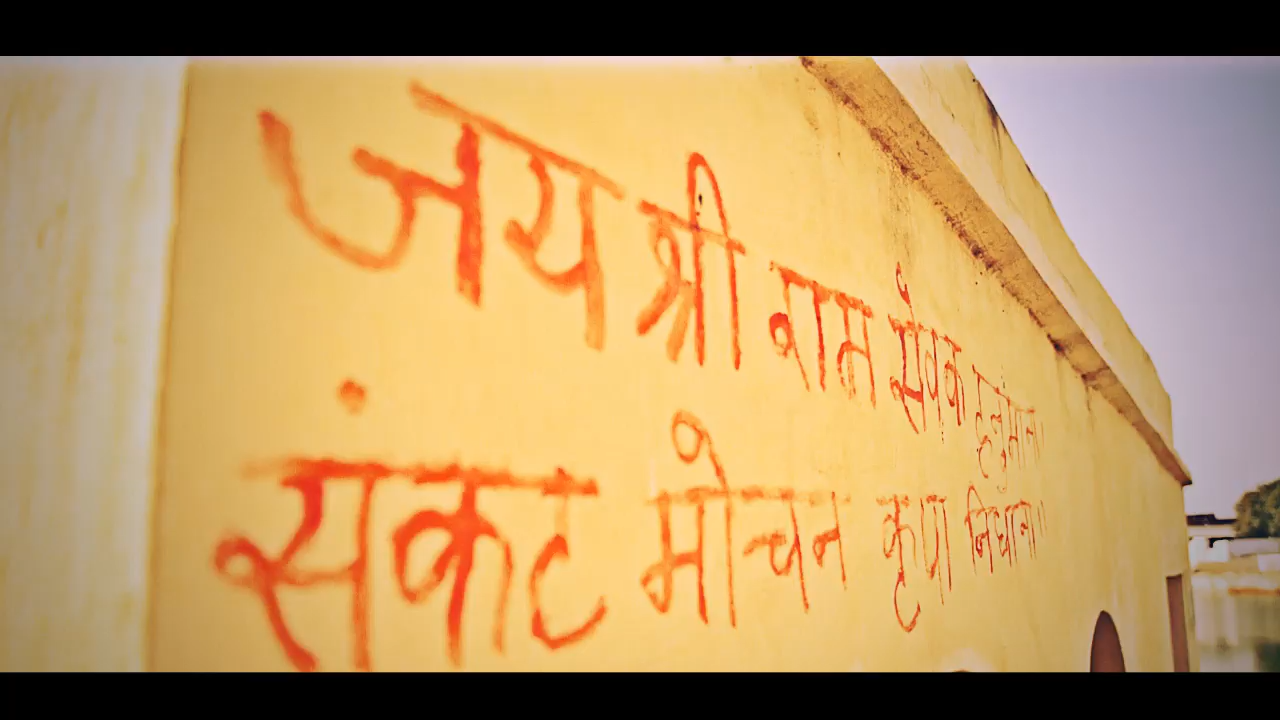 जय श्री राम सेवक हनुमान।।
संकट मोचन कृपा निधान।।